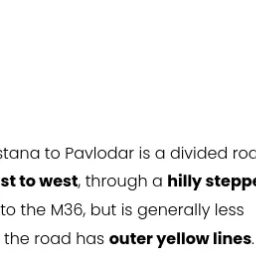 stana to Pavlodar is a divided roa
st to west, through a hilly steppe
to the M36, but is generally less
the road has outer yellow lines.